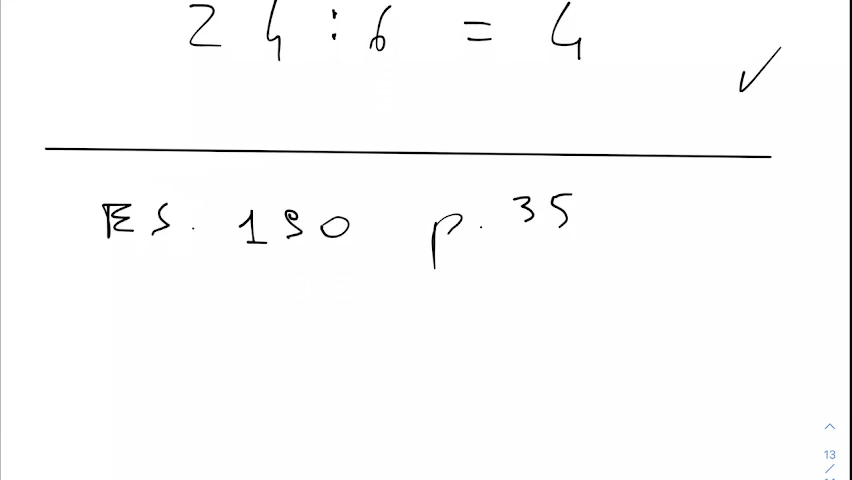 24 : 6 = 4
ES. 190 p. 35
13
/